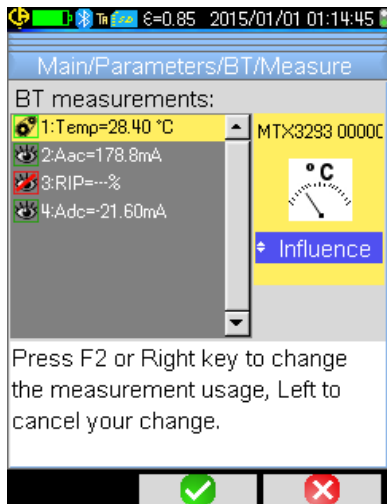 ε=0.85 2015/01/01 01:14:45
Main/Parameters/BT/Measure
BT measurements:
1:Temp=28.40 °C
2:Aac=178.8mA
3:RIP=---%
4:Adc=-21.60mA
MTX3293 0000
°C
Influence
Press F2 or Right key to change
the measurement usage, Left to
cancel your change.